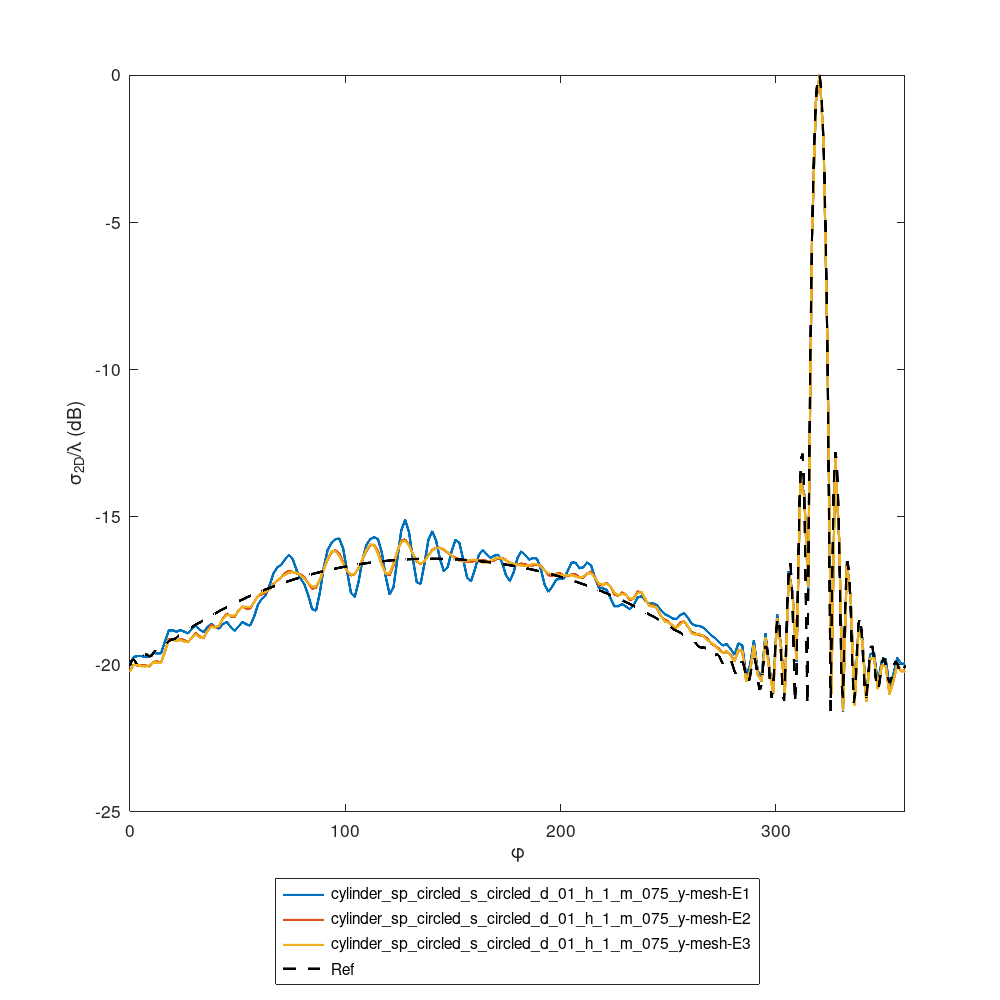 0
-5
-10
-15
-20
-25
σ2D/λ (dB)
0 100 200 300
φ
cylinder_sp_circled_s_circled_d_01_h_1_m_075_y-mesh-E1
cylinder_sp_circled_s_circled_d_01_h_1_m_075_y-mesh-E2
cylinder_sp_circled_s_circled_d_01_h_1_m_075_y-mesh-E3
Ref